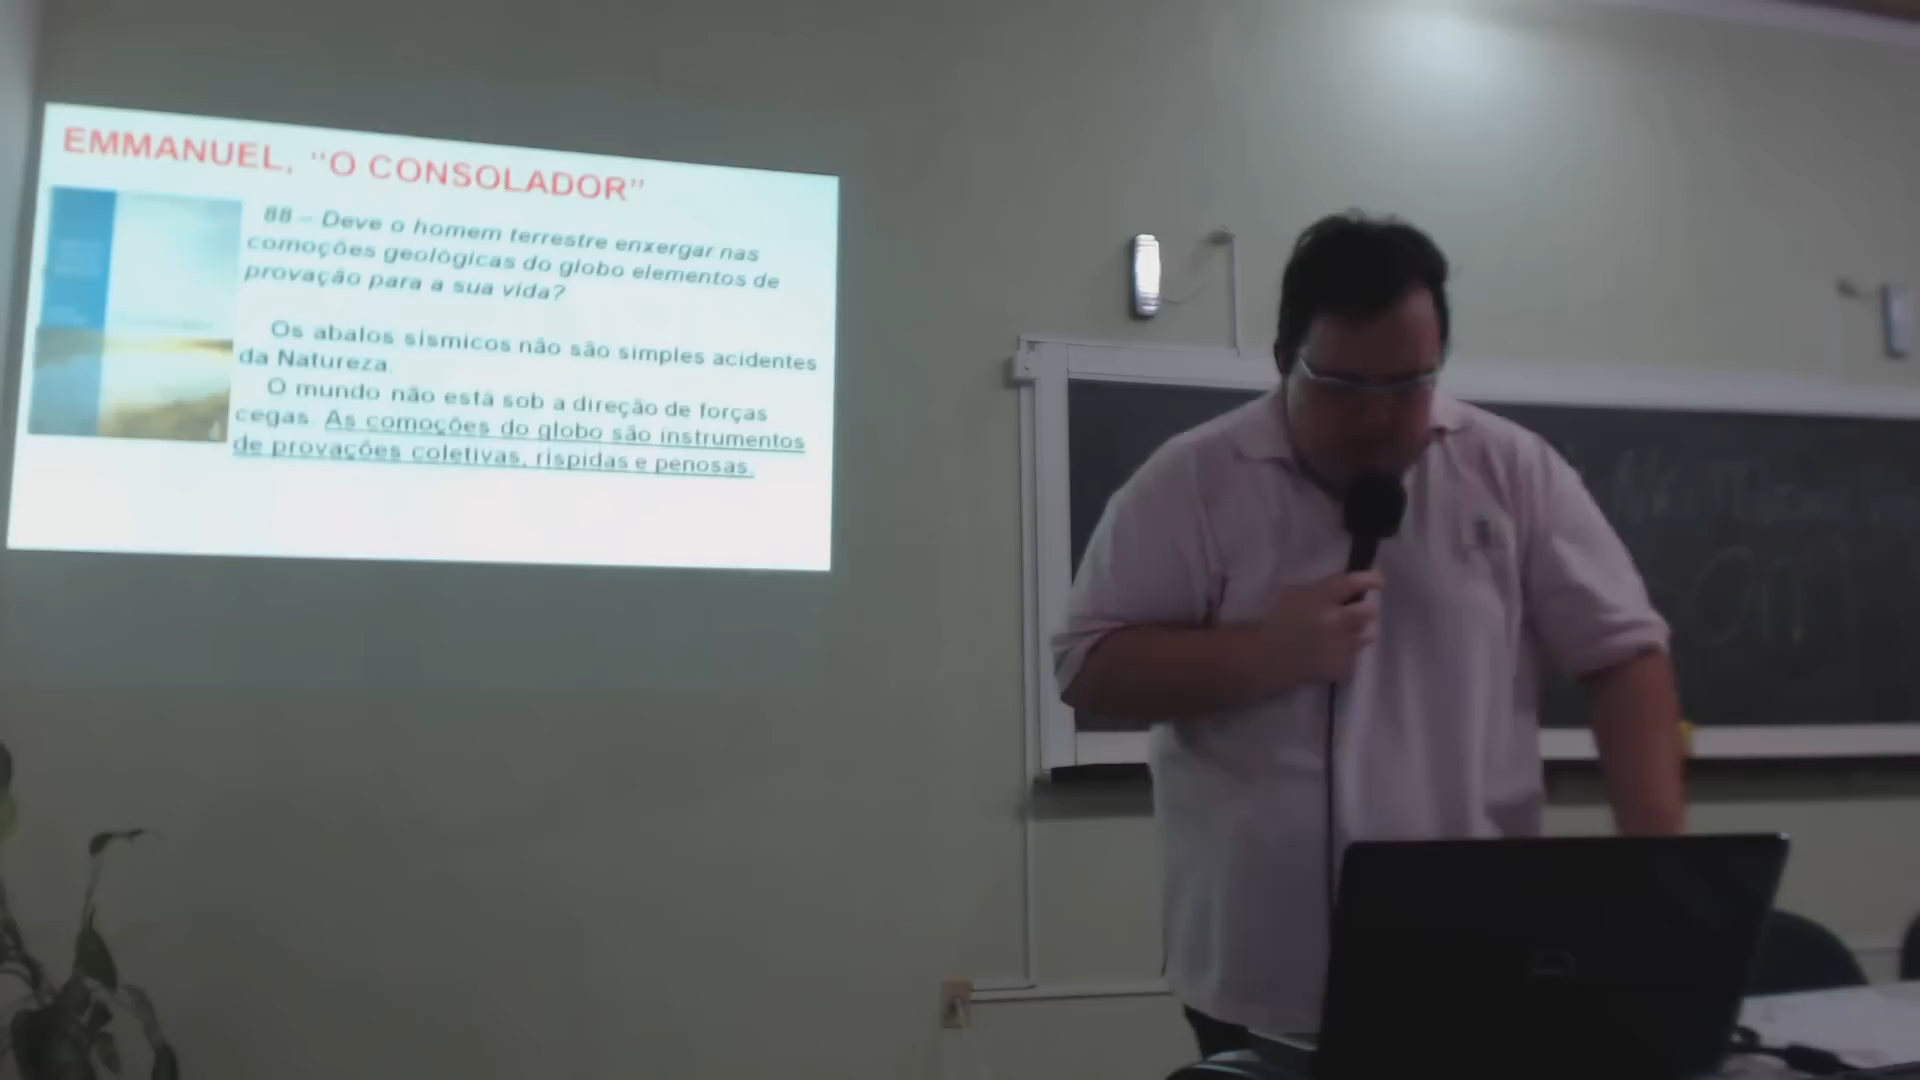 EMMANUEL, "O CONSOLADOR"
88 – Deve o homem terrestre enxergar nas
comoções geológicas do globo elementos de
provação para a sua vida?
Os abalos sísmicos não são simples acidentes
da Natureza.
O mundo não está sob a direção de forças
cegas. As comoções do globo são instrumentos
de provações coletivas, ríspidas e penosas.